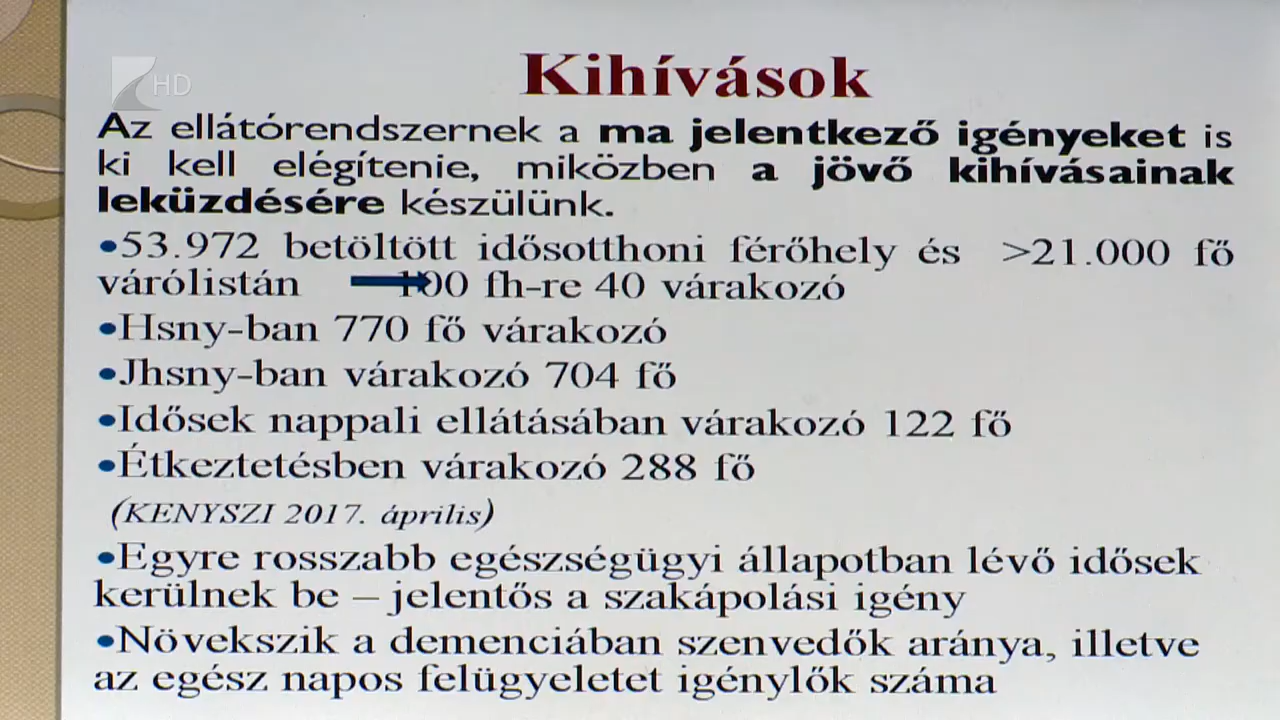 HD
Kihívások
Az ellátórendszernek a ma jelentkező igényeket is
ki kell elégítenie, miközben a jövő kihívásainak
leküzdésére készülünk.
•53.972 betöltött idősotthoni férőhely és >21.000 fő
várólistán 100 fh-re 40 várakozó
•Hsny-ban 770 fő várakozó
•Jhsny-ban várakozó 704 fő
•Idősek nappali ellátásában várakozó 122 fő
•Étkeztetésben várakozó 288 fő
(KENYSZI 2017. április)
•Egyre rosszabb egészségügyi állapotban lévő idősek
kerülnek be – jelentős a szakápolási igény
•Növekszik a demenciában szenvedők aránya, illetve
az egész napos felügyeletet igénylők száma